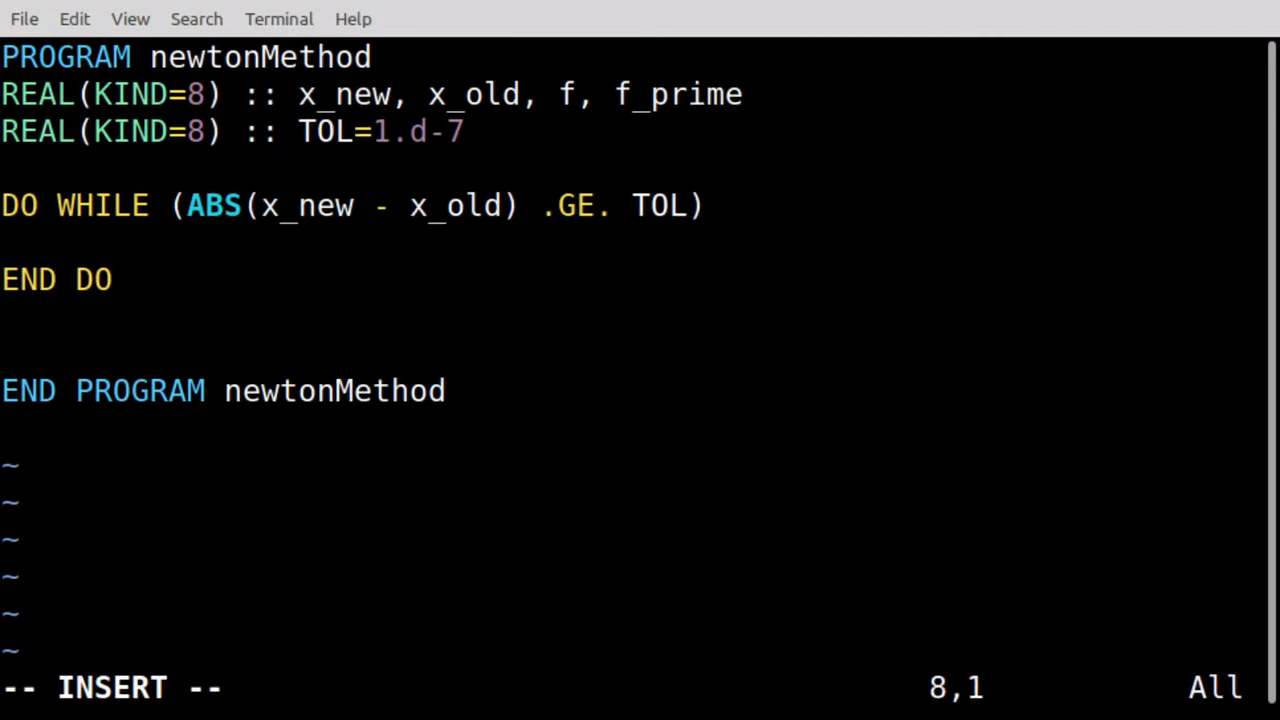 File Edit View Search Terminal Help
PROGRAM newtonMethod
REAL(KIND=8) :: x_new, x_old, f, f_prime
REAL(KIND=8) :: TOL=1.d-7
DO WHILE (ABS(x_new - x_old) .GE. TOL)
END DO
END PROGRAM newtonMethod
~
~
~
~
~
~
-- INSERT -- 8,1 All